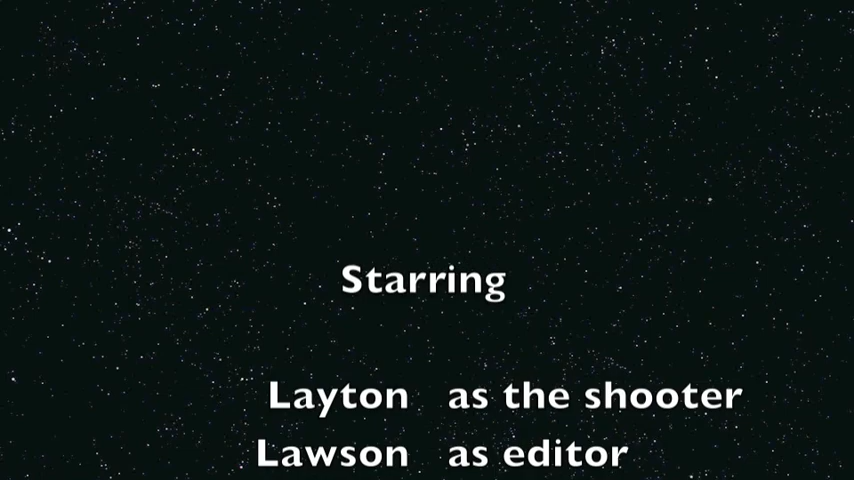 Starring
Layton as the shooter
Lawson as editor